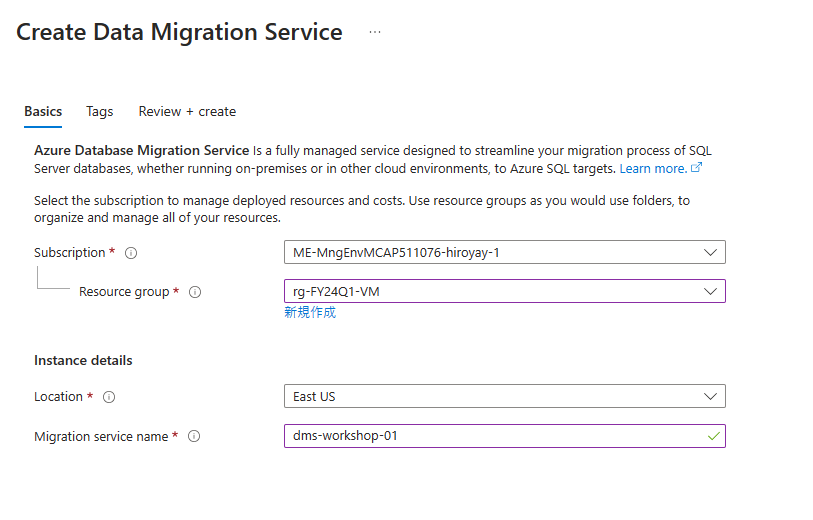 Create Data Migration Service ...
Basics Tags Review + create
Azure Database Migration Service Is a fully managed service designed to streamline your migration process of SQL
Server databases, whether running on-premises or in other cloud environments, to Azure SQL targets. Learn more.
Select the subscription to manage deployed resources and costs. Use resource groups as you would use folders, to
organize and manage all of your resources.
Subscription * ME-MngEnvMCAP511076-hiroyay-1
Resource group * rg-FY24Q1-VM
新規作成
Instance details
Location * East US
Migration service name * dms-workshop-01